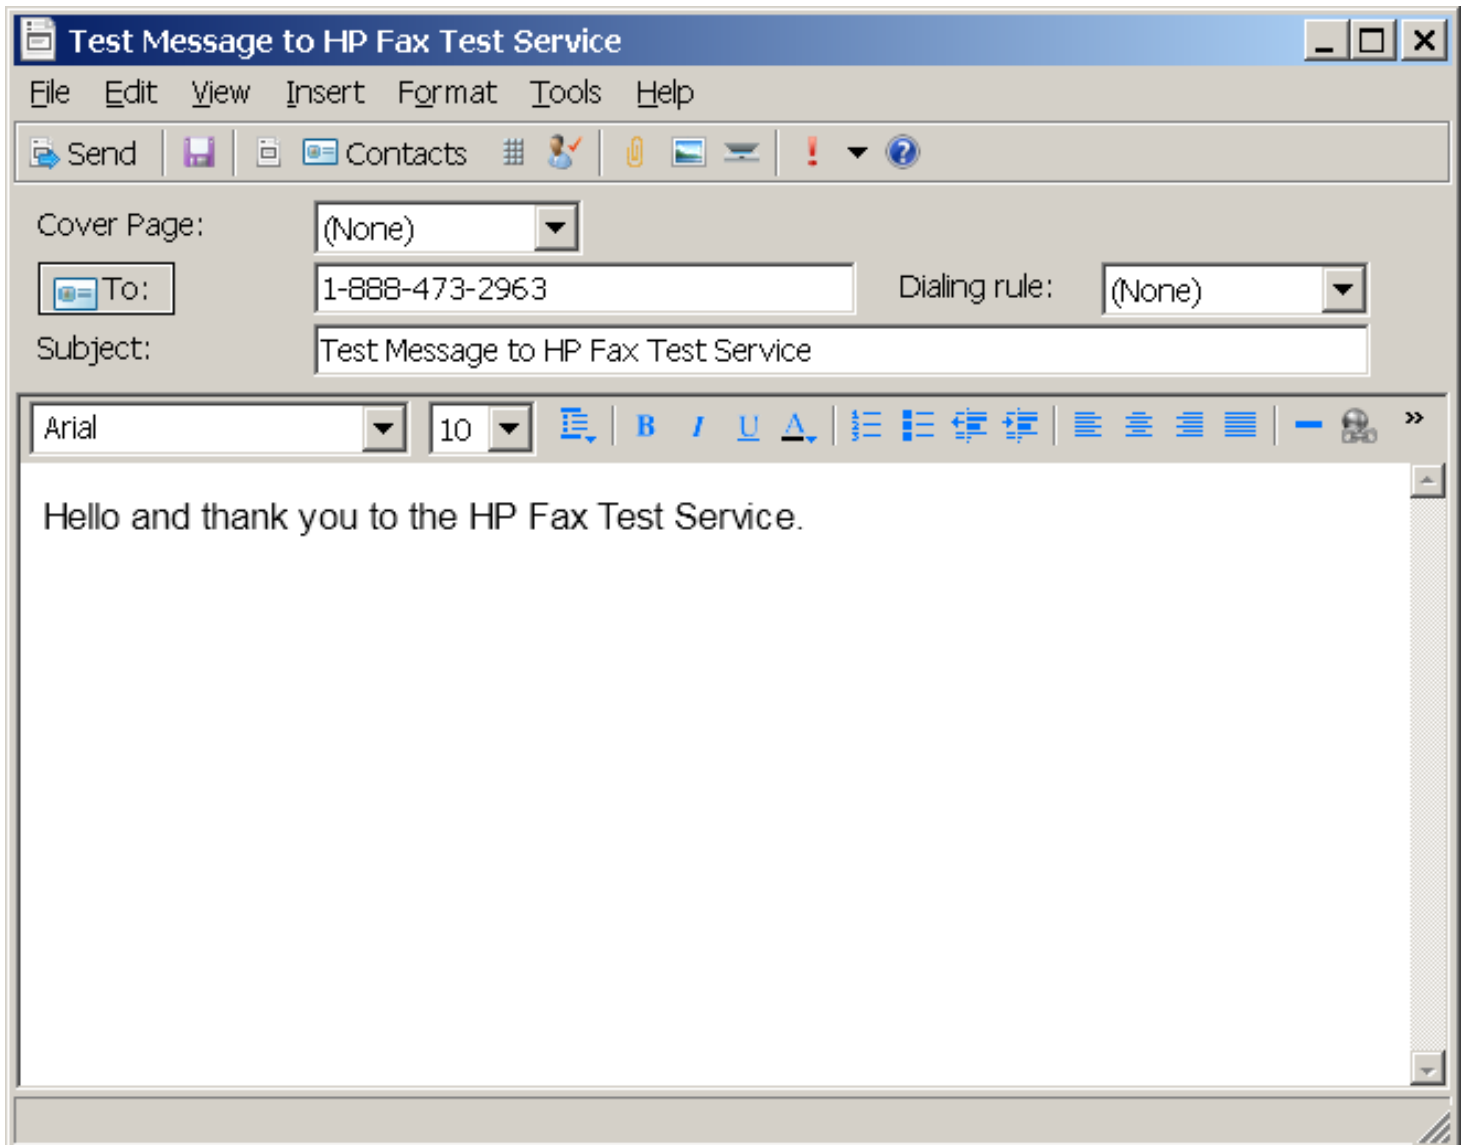 Test Message to HP Fax Test Service
File Edit View Insert Format Tools Help
Send Contacts
Cover Page: (None)
To: 1-888-473-2963 Dialing rule: (None)
Subject: Test Message to HP Fax Test Service
Arial 10 B I U A
Hello and thank you to the HP Fax Test Service.